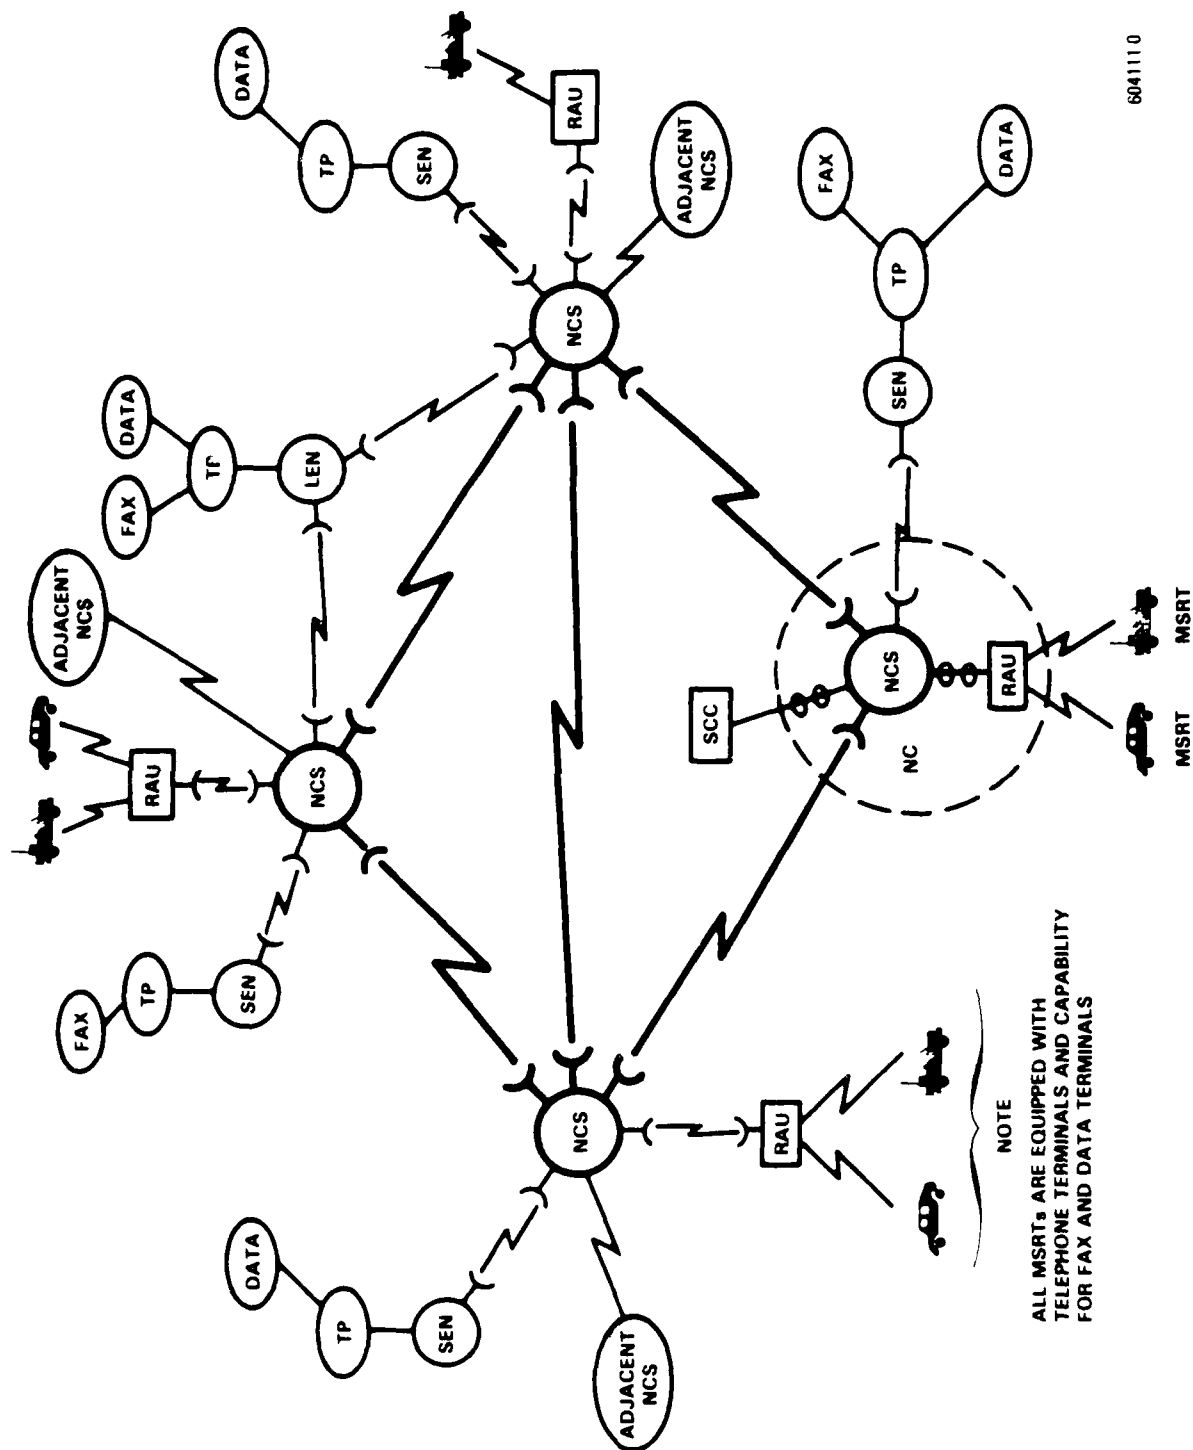 FAX
ADJACENT
NCS
FAX
DATA
TP
RAU
TP
DATA
DATA
SEN
LEN
NCS
TP
TP
SEN
SEN
NCS
NCS
RAU
ADJACENT
NCS
ADJACENT
NCS
SCC
RAU
FAX
NCS
SEN
TP
NC
RAU
DATA
NOTE
ALL MSRTs ARE EQUIPPED WITH
TELEPHONE TERMINALS AND CAPABILITY
FOR FAX AND DATA TERMINALS
MSRT
MSRT
604111 0